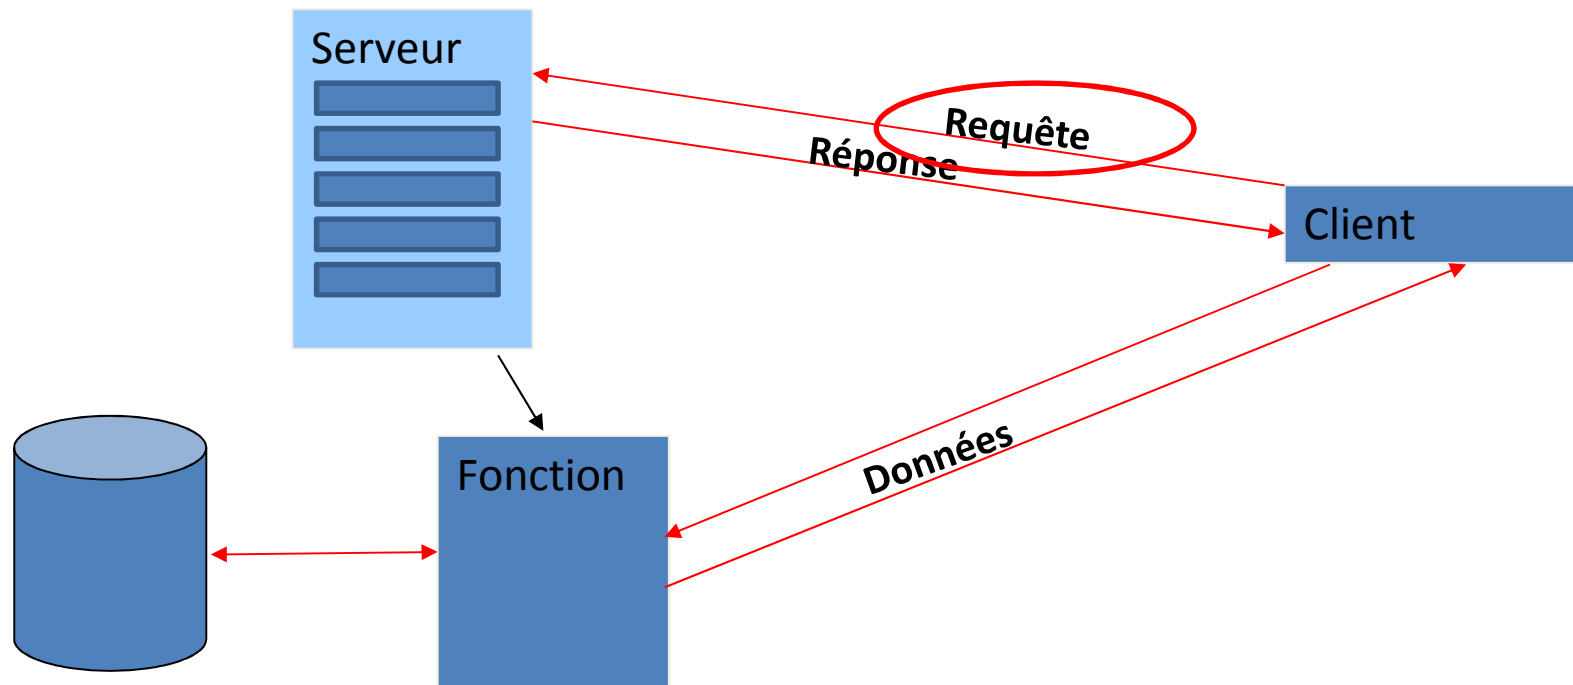 Serveur
Requête
Réponse
Client
Données
Fonction